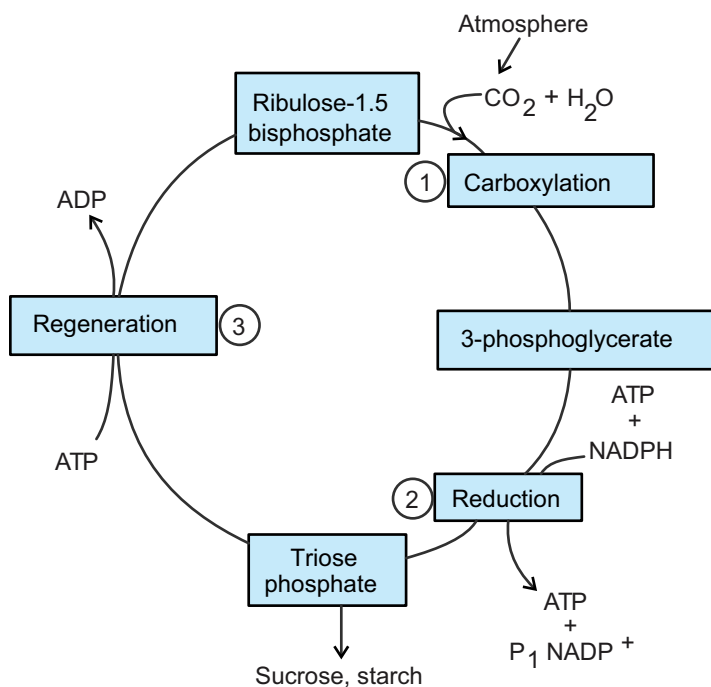 Atmosphere
CO2 + H2O
Ribulose-1.5
bisphosphate
1
Carboxylation
ADP
Regeneration
3
3-phosphoglycerate
ATP
+
NADPH
ATP
2
Reduction
Triose
phosphate
ATP
+
P1 NADP +
Sucrose, starch